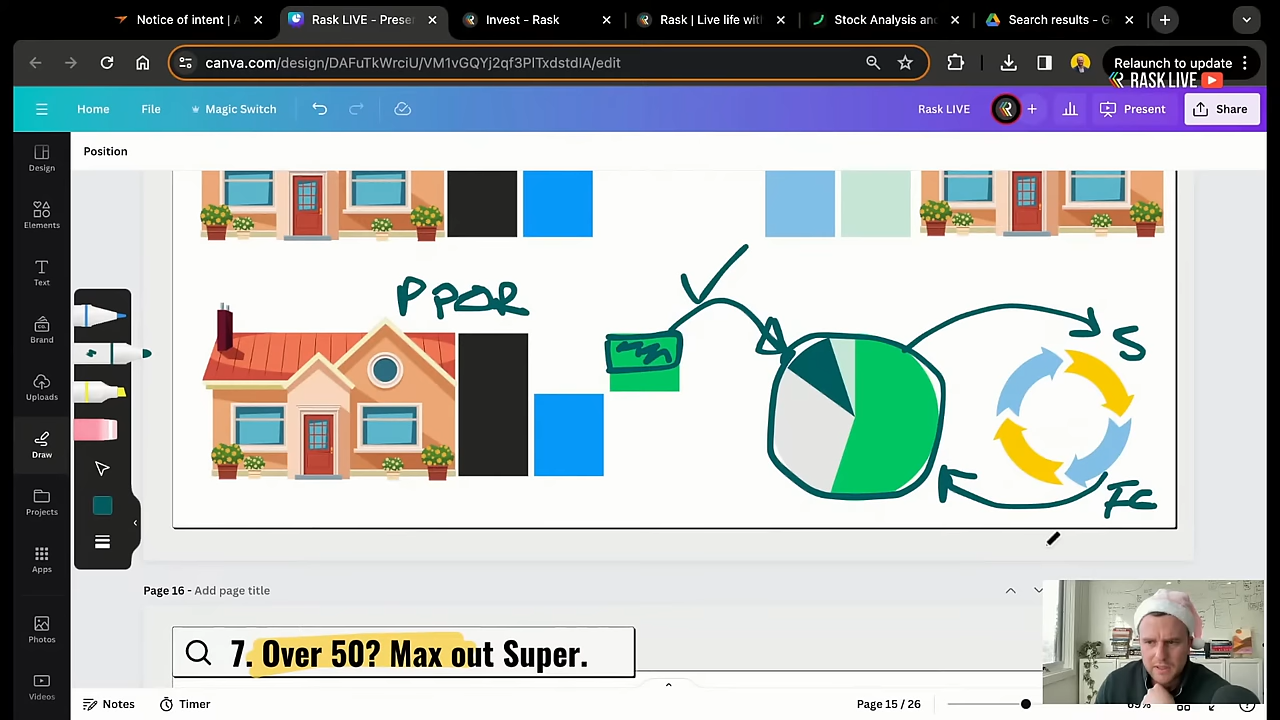 Notice of intent | A
Rask LIVE - Prese
Invest - Rask
Rask | Live life wit
Stock Analysis an
Search results - G
canva.com/design/DAFuTkWrciU/VM1vGQYj2qf3PlTxdstdIA/edit
Relaunch to update
RASK LIVE
Home
File
Magic Switch
Rask LIVE
Present
Share
Design
Position
Elements
Text
Brand
Uploads
Draw
Projects
Apps
Photos
Videos
PPOR
S
IC
Page 16 - Add page title
7. Over 50? Max out Super.
Notes
Timer
Page 15 / 26